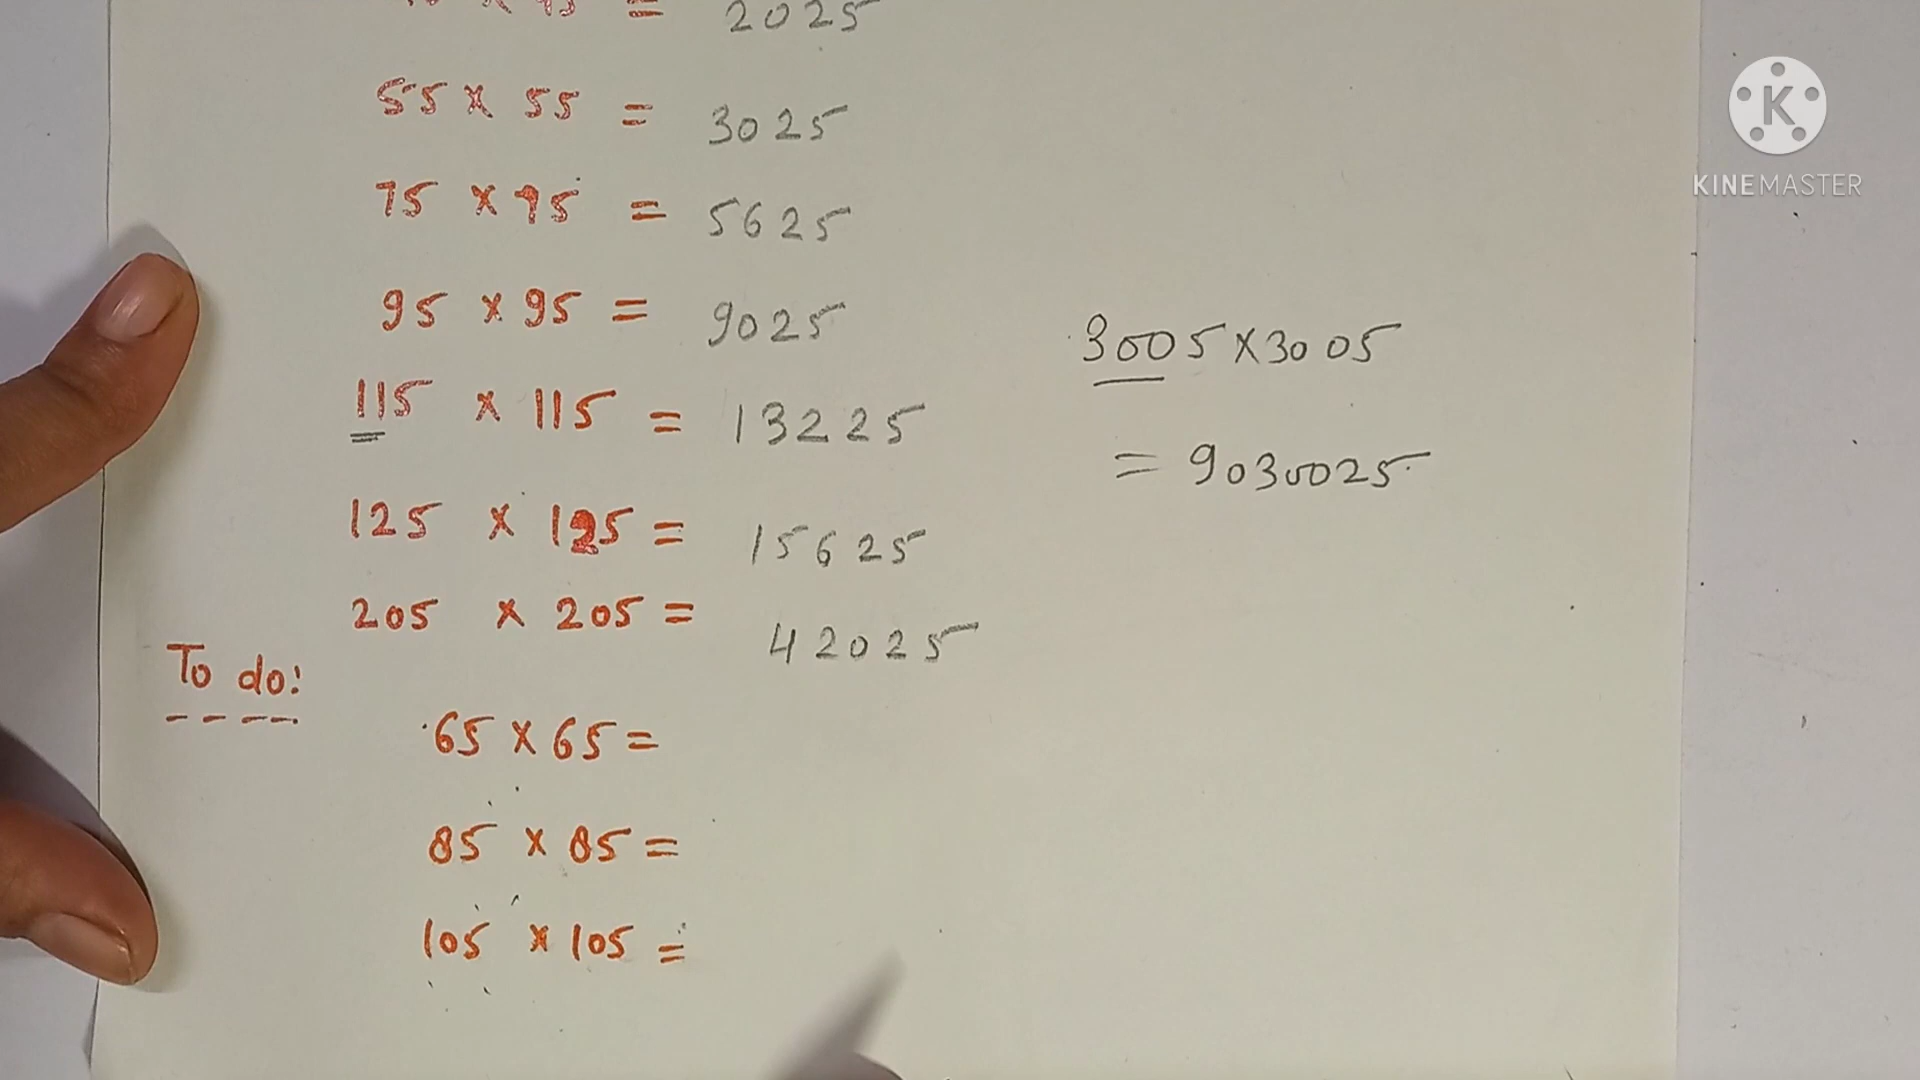 = 2025
55 × 55 = 3025
75 × 75 = 5625
95 × 95 = 9025
115 × 115 = 13225
125 × 125 = 15625
205 × 205 = 42025
To do:
65 × 65 =
85 × 85 =
105 × 105 =
3005 × 3005
= 9030025
KINEMASTER